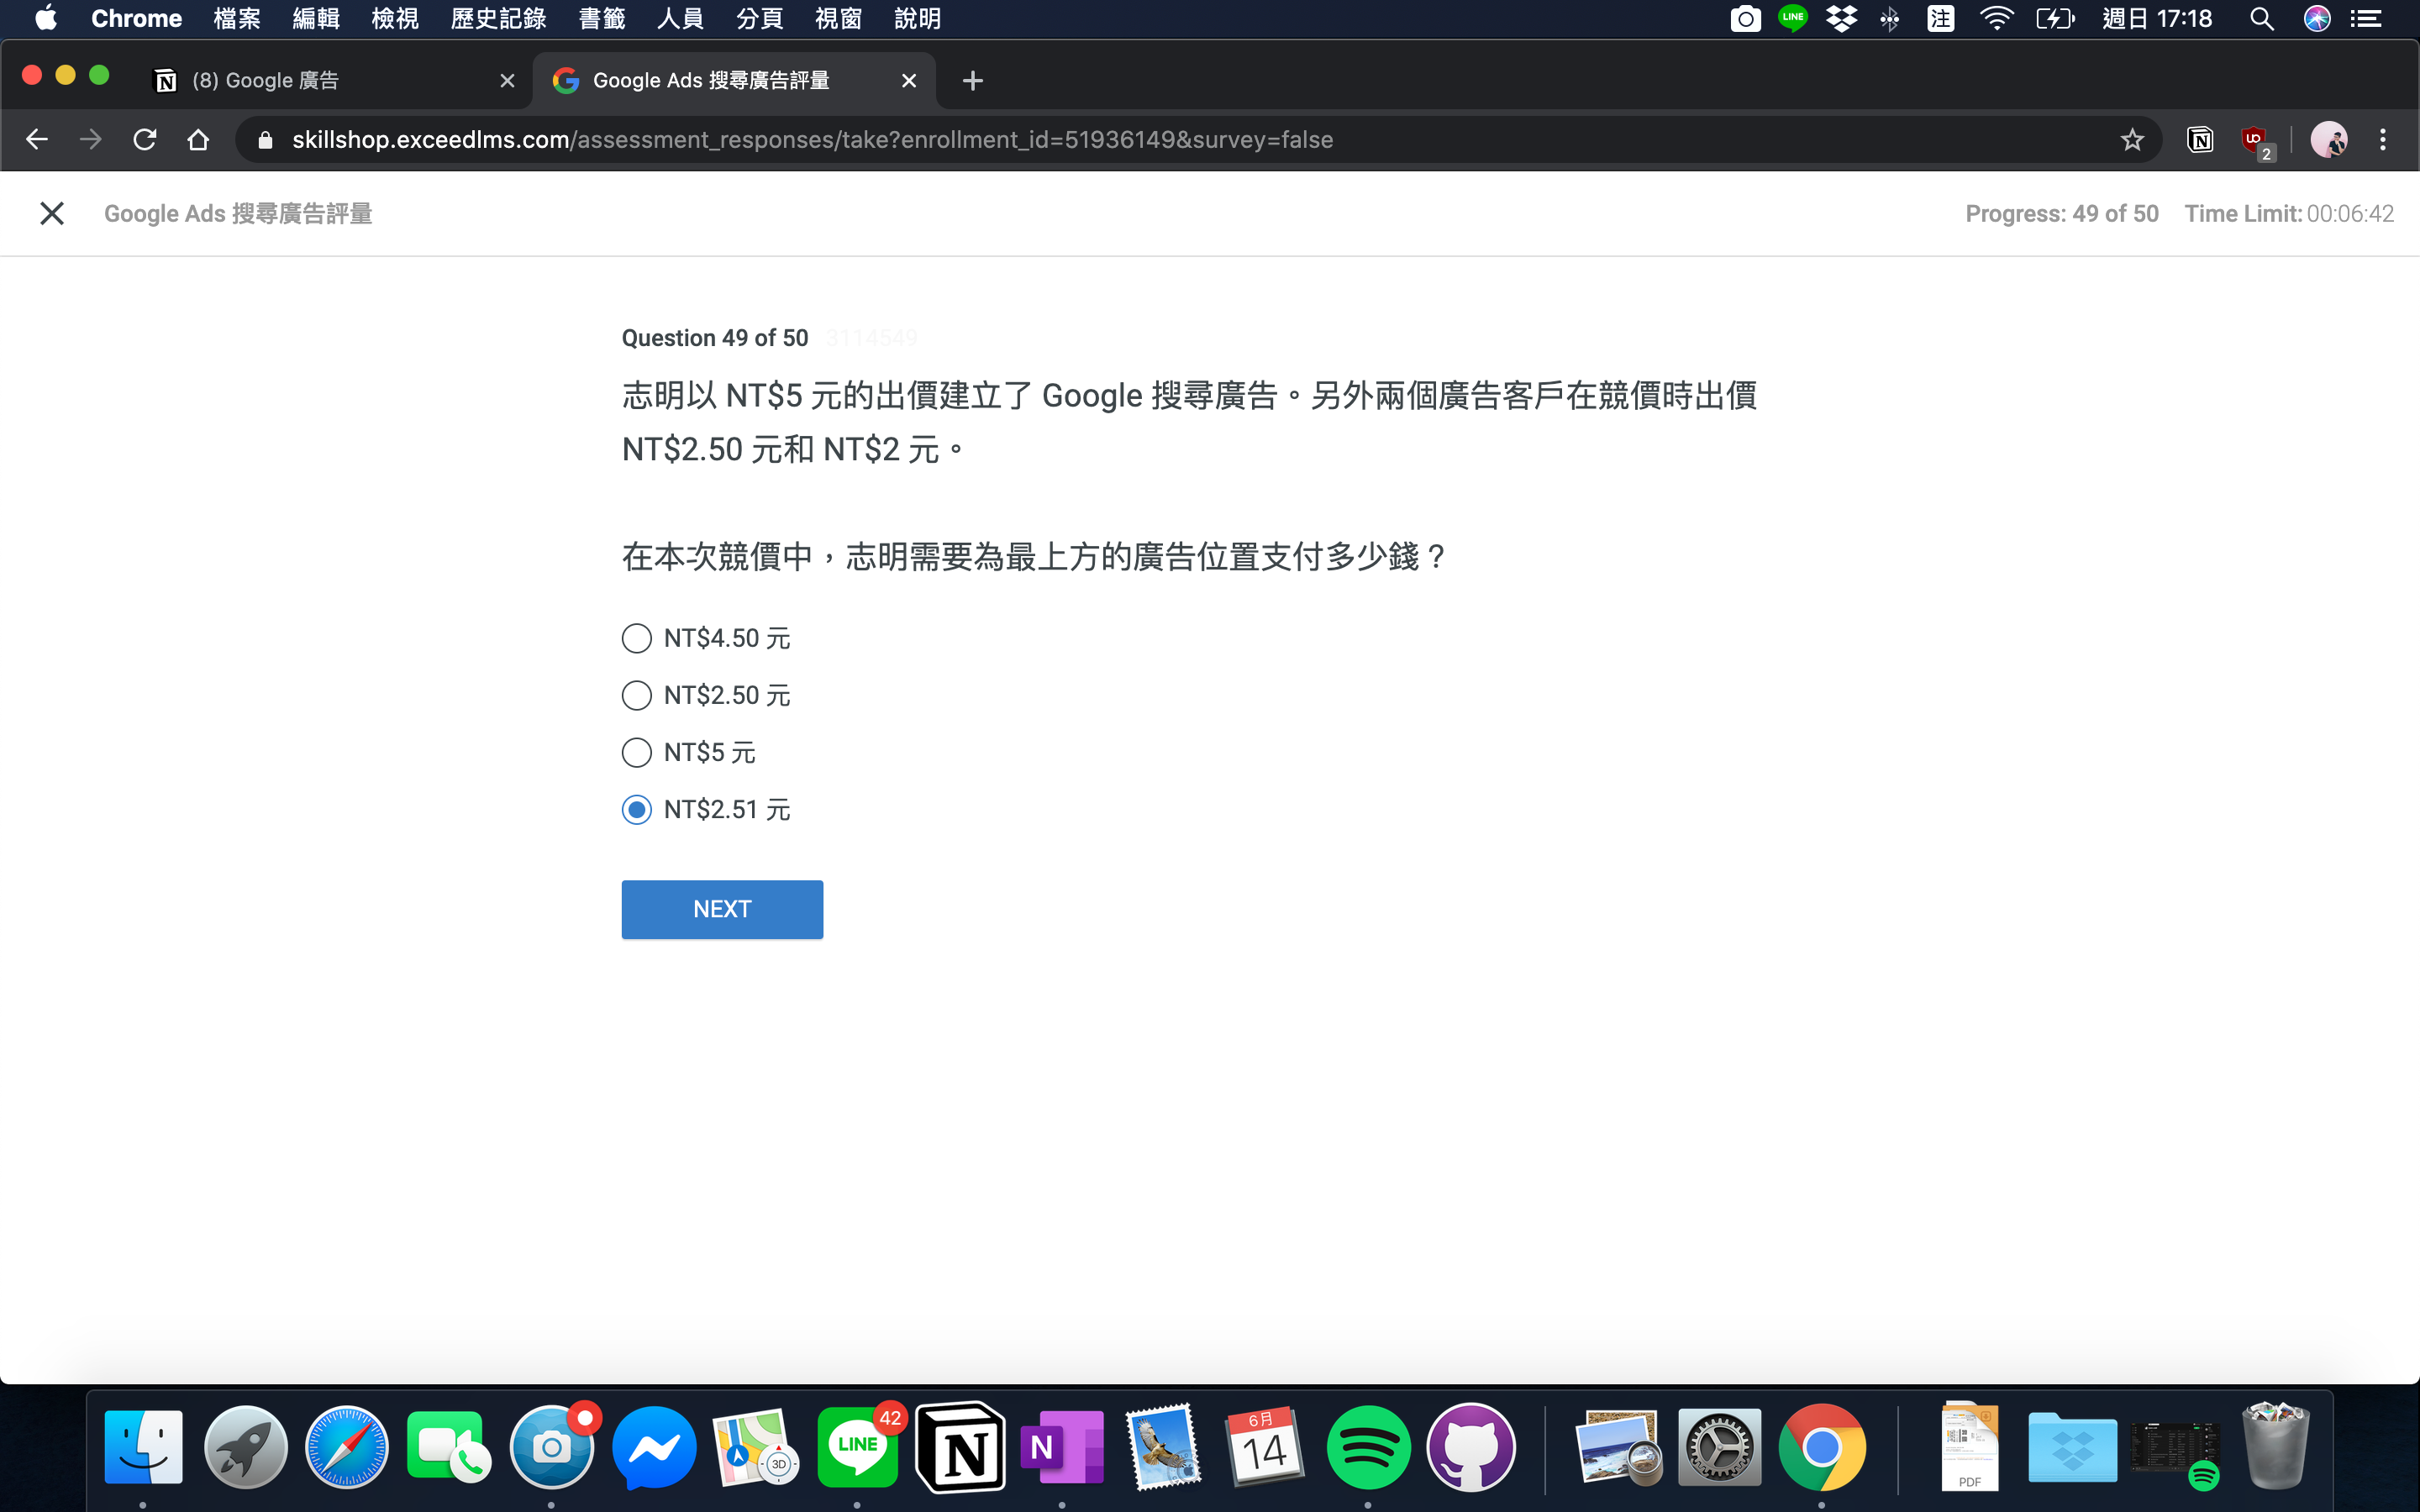 Chrome 檔案 編輯 檢視 歷史記錄 書籤 人員 分頁 視窗 說明 LINE 注 週日 17:18
(8) Google 廣告 Google Ads 搜尋廣告評量
skillshop.exceedlms.com/assessment_responses/take?enrollment_id=51936149&survey=false 2
Google Ads 搜尋廣告評量 Progress: 49 of 50 Time Limit: 00:06:42
Question 49 of 50 3114549
志明以 NT$5 元的出價建立了 Google 搜尋廣告。另外兩個廣告客戶在競價時出價
NT$2.50 元和 NT$2 元。
在本次競價中,志明需要為最上方的廣告位置支付多少錢?
NT$4.50 元
NT$2.50 元
NT$5 元
NT$2.51 元
NEXT
42
LINE
N
3D
6月
14
PDF